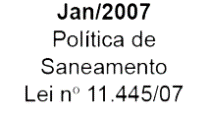 Jan/2007
Política de
Saneamento
Lei nº 11.445/07